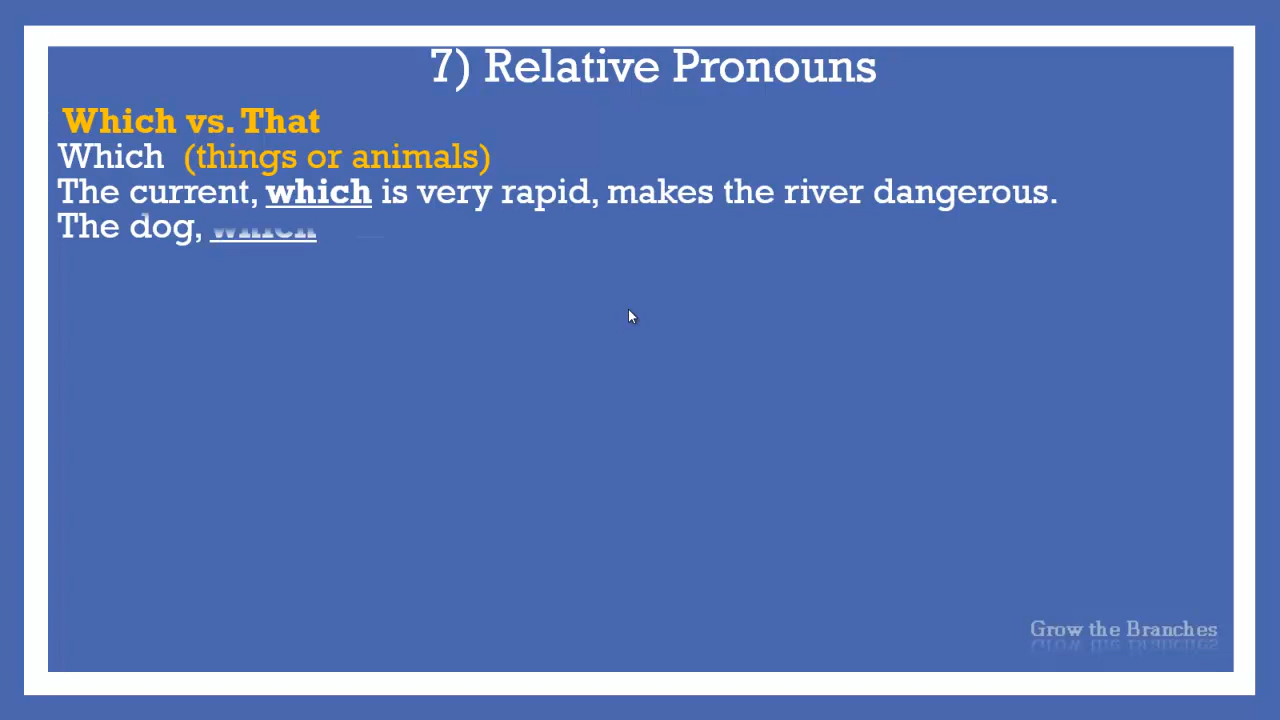 7) Relative Pronouns
Which vs. That
Which (things or animals)
The current, which is very rapid, makes the river dangerous.
The dog, which
Grow the Branches